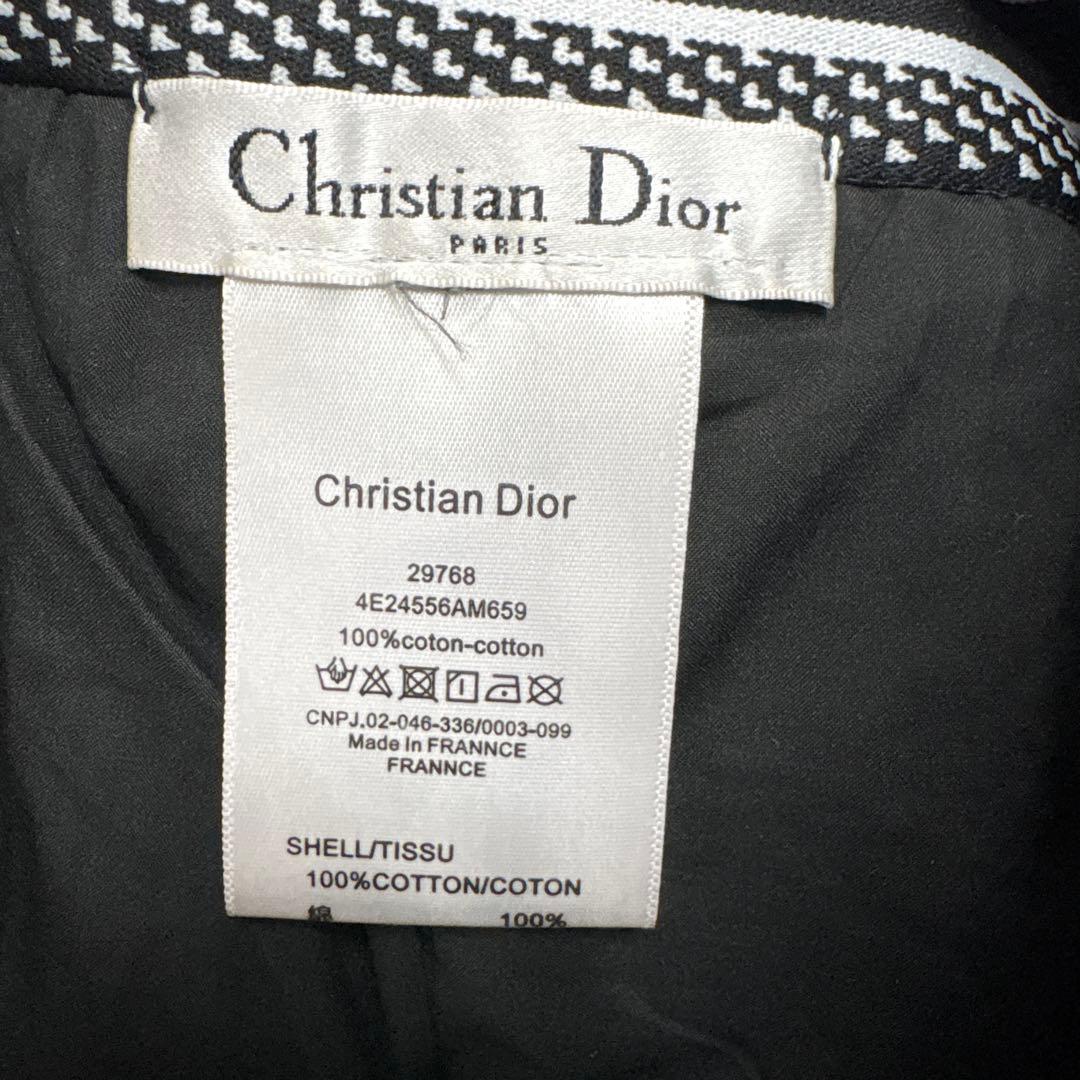 Christian Dior
PARIS
Christian Dior
29768
4E24556AM659
100%coton-cotton
CNPJ.02-046-336/0003-099
Made In FRANNCE
FRANNCE
SHELL/TISSU
100%COTTON/COTON
100%